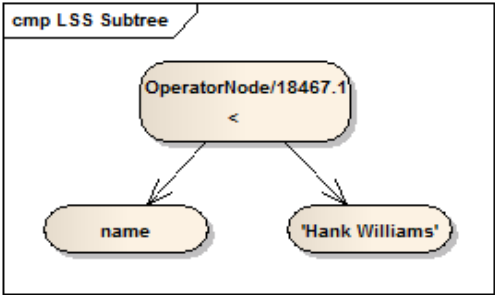 cmp LSS Subtree
OperatorNode/18467.1
<
name
'Hank Williams'